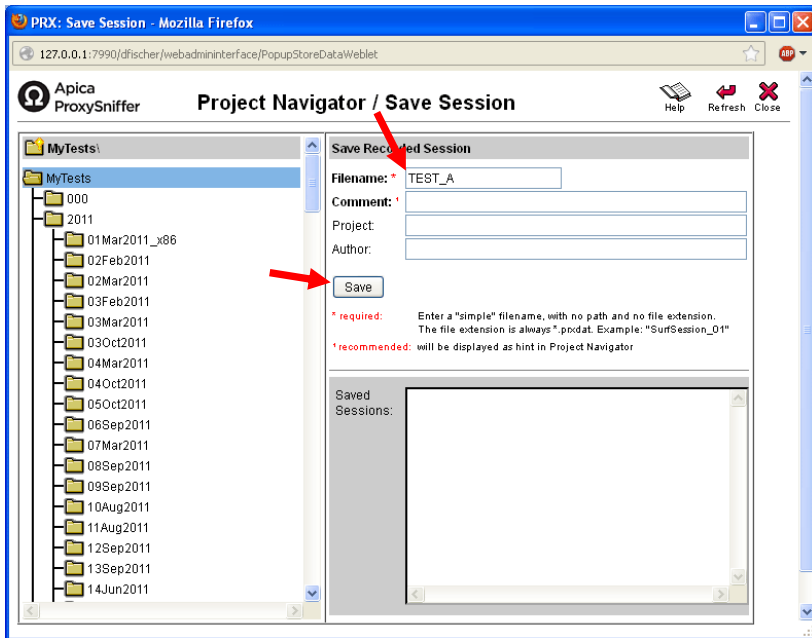 PRX: Save Session - Mozilla Firefox
127.0.0.1:7990/dfischer/webadmininterface/PopupStoreDataWeblet
ABP
Apica
ProxySniffer
Project Navigator / Save Session
Help
Refresh
Close
MyTests\
MyTests
000
2011
01Mar2011_x86
02Feb2011
02Mar2011
03Feb2011
03Mar2011
03Oct2011
04Mar2011
04Oct2011
05Oct2011
06Sep2011
07Mar2011
08Sep2011
09Sep2011
10Aug2011
11Aug2011
12Sep2011
13Sep2011
14Jun2011
Save Recorded Session
Filename: * TEST_A
Comment: ¹
Project:
Author:
Save
* required: Enter a "simple" filename, with no path and no file extension.
The file extension is always *.prxdat. Example: "SurfSession_01"
¹ recommended: will be displayed as hint in Project Navigator
Saved
Sessions: